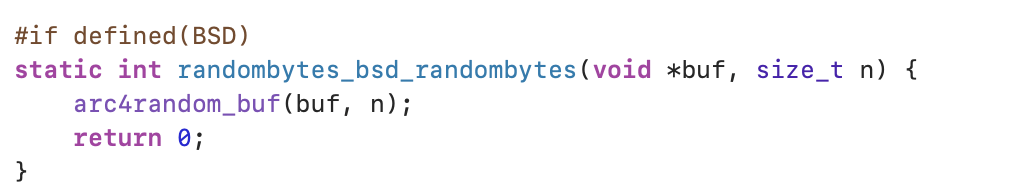 #if defined(BSD)
static int randombytes_bsd_randombytes(void *buf, size_t n) {
    arc4random_buf(buf, n);
    return 0;
}